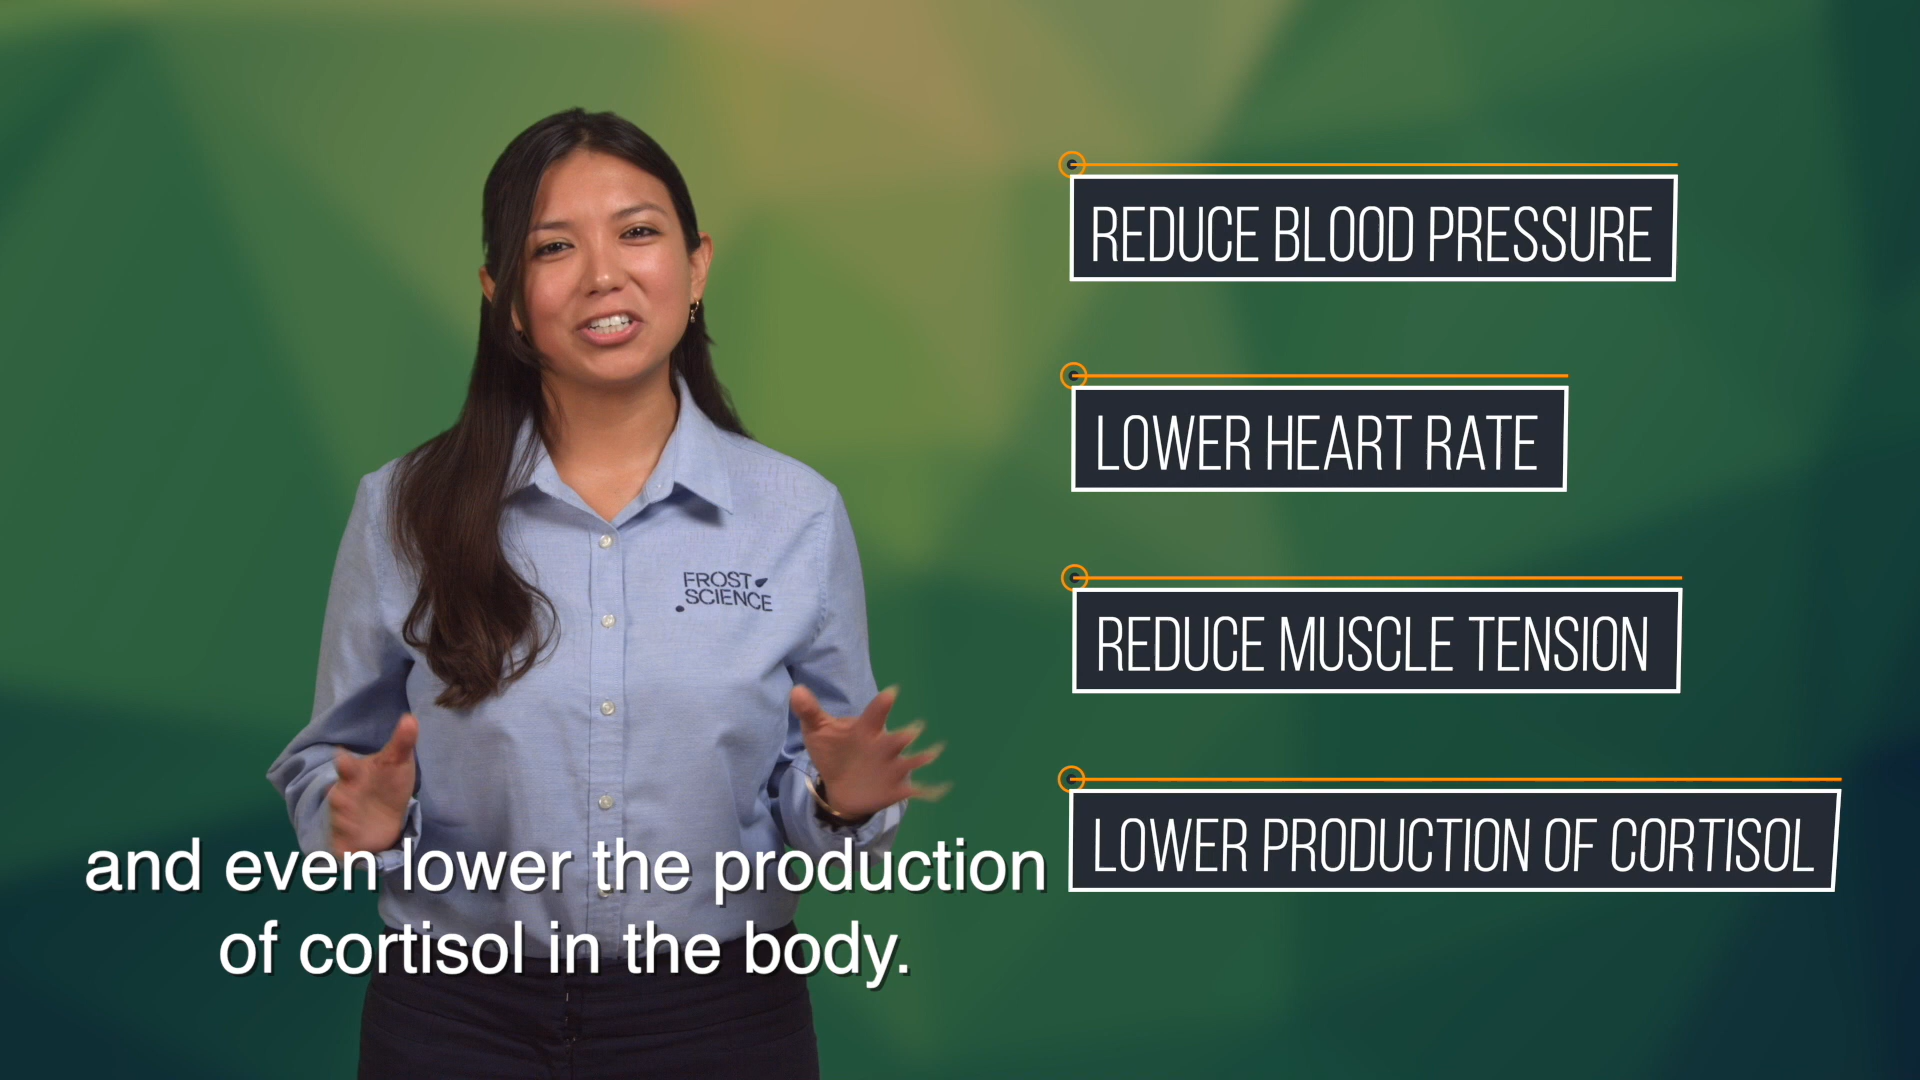 REDUCE BLOOD PRESSURE
LOWER HEART RATE
FROST
SCIENCE
REDUCE MUSCLE TENSION
LOWER PRODUCTION OF CORTISOL
and even lower the production
of cortisol in the body.